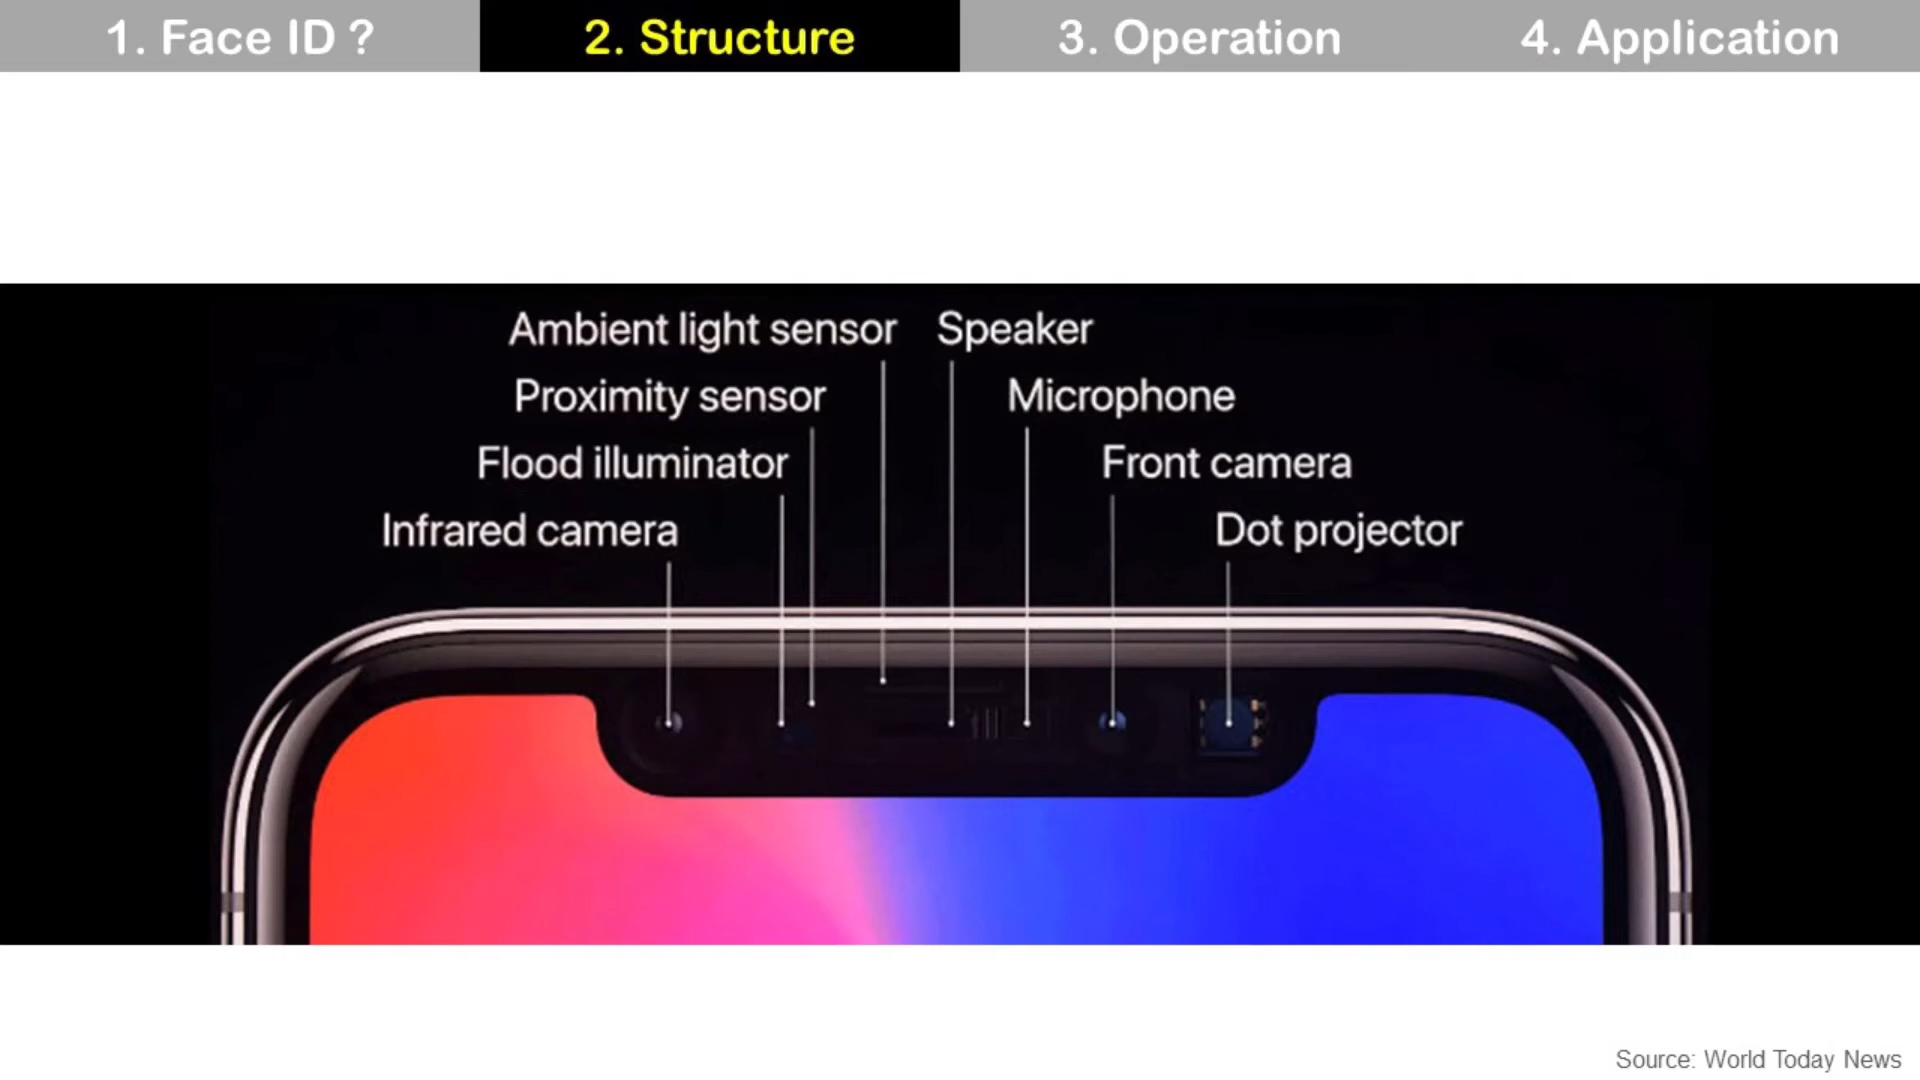 1. Face ID ?
2. Structure
3. Operation
4. Application
Ambient light sensor
Speaker
Proximity sensor
Microphone
Flood illuminator
Front camera
Infrared camera
Dot projector
Source: World Today News